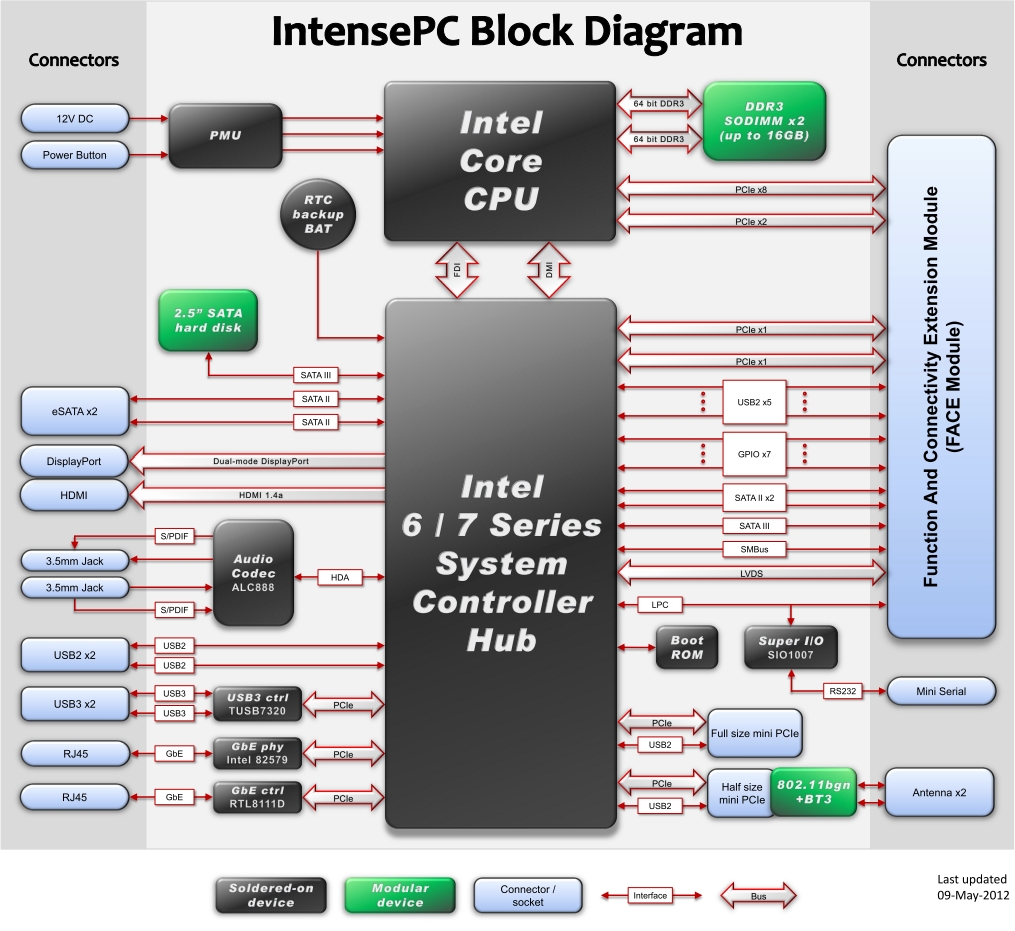 IntensePC Block Diagram
Connectors
Connectors
12V DC
Power Button
PMU
Intel
Core
CPU
64 bit DDR3
64 bit DDR3
DDR3
SODIMM x2
(up to 16GB)
PCIe x8
PCIe x2
RTC
backup
BAT
FDI
DMI
Function And Connectivity Extension Module
(FACE Module)
2.5” SATA
hard disk
SATA III
SATA II
SATA II
eSATA x2
DisplayPort
Dual-mode DisplayPort
HDMI
HDMI 1.4a
Intel
6 / 7 Series
System
Controller
Hub
PCIe x1
PCIe x1
USB2 x5
GPIO x7
SATA II x2
SATA III
SMBus
LVDS
LPC
S/PDIF
3.5mm Jack
3.5mm Jack
S/PDIF
Audio
Codec
ALC888
HDA
Boot
ROM
Super I/O
SIO1007
RS232
Mini Serial
USB2 x2
USB2
USB2
USB3 x2
USB3
USB3
USB3 ctrl
TUSB7320
PCIe
RJ45
GbE
GbE phy
Intel 82579
PCIe
RJ45
GbE
GbE ctrl
RTL8111D
PCIe
PCIe
USB2
Full size mini PCIe
PCIe
USB2
Half size
mini PCIe
802.11bgn
+BT3
Antenna x2
Soldered-on
device
Modular
device
Connector /
socket
Interface
Bus
Last updated
09-May-2012